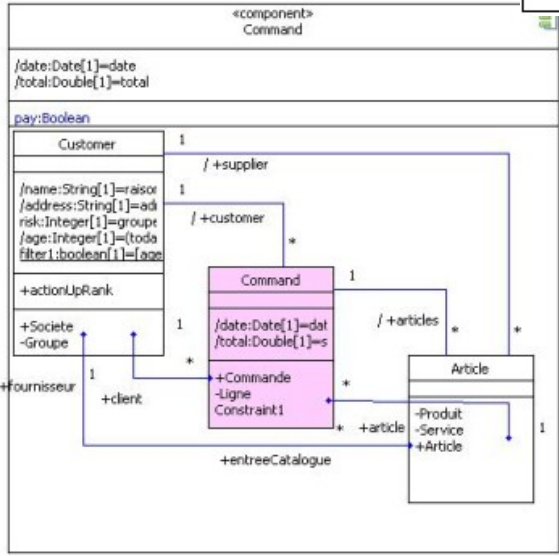 «component»
Command
/date:Date[1]=date
/total:Double[1]=total
pay:Boolean
Customer
1
/ +supplier
/name:String[1]=raisor
/address:String[1]=adı
risk:Integer[1]=groupe
/age:Integer[1]=(toda
filter1:boolean[1]=[age
1
/ +customer
*
+actionUpRank
Command
1
/ +articles
*
*
+Societe
-Groupe
1
/date:Date[1]=dat
/total:Double[1]=s
*
Article
+fournisseur
1
+client
+Commande
-Ligne
Constraint1
*
*
+article
-Produit
-Service
+Article
1
+entreeCatalogue